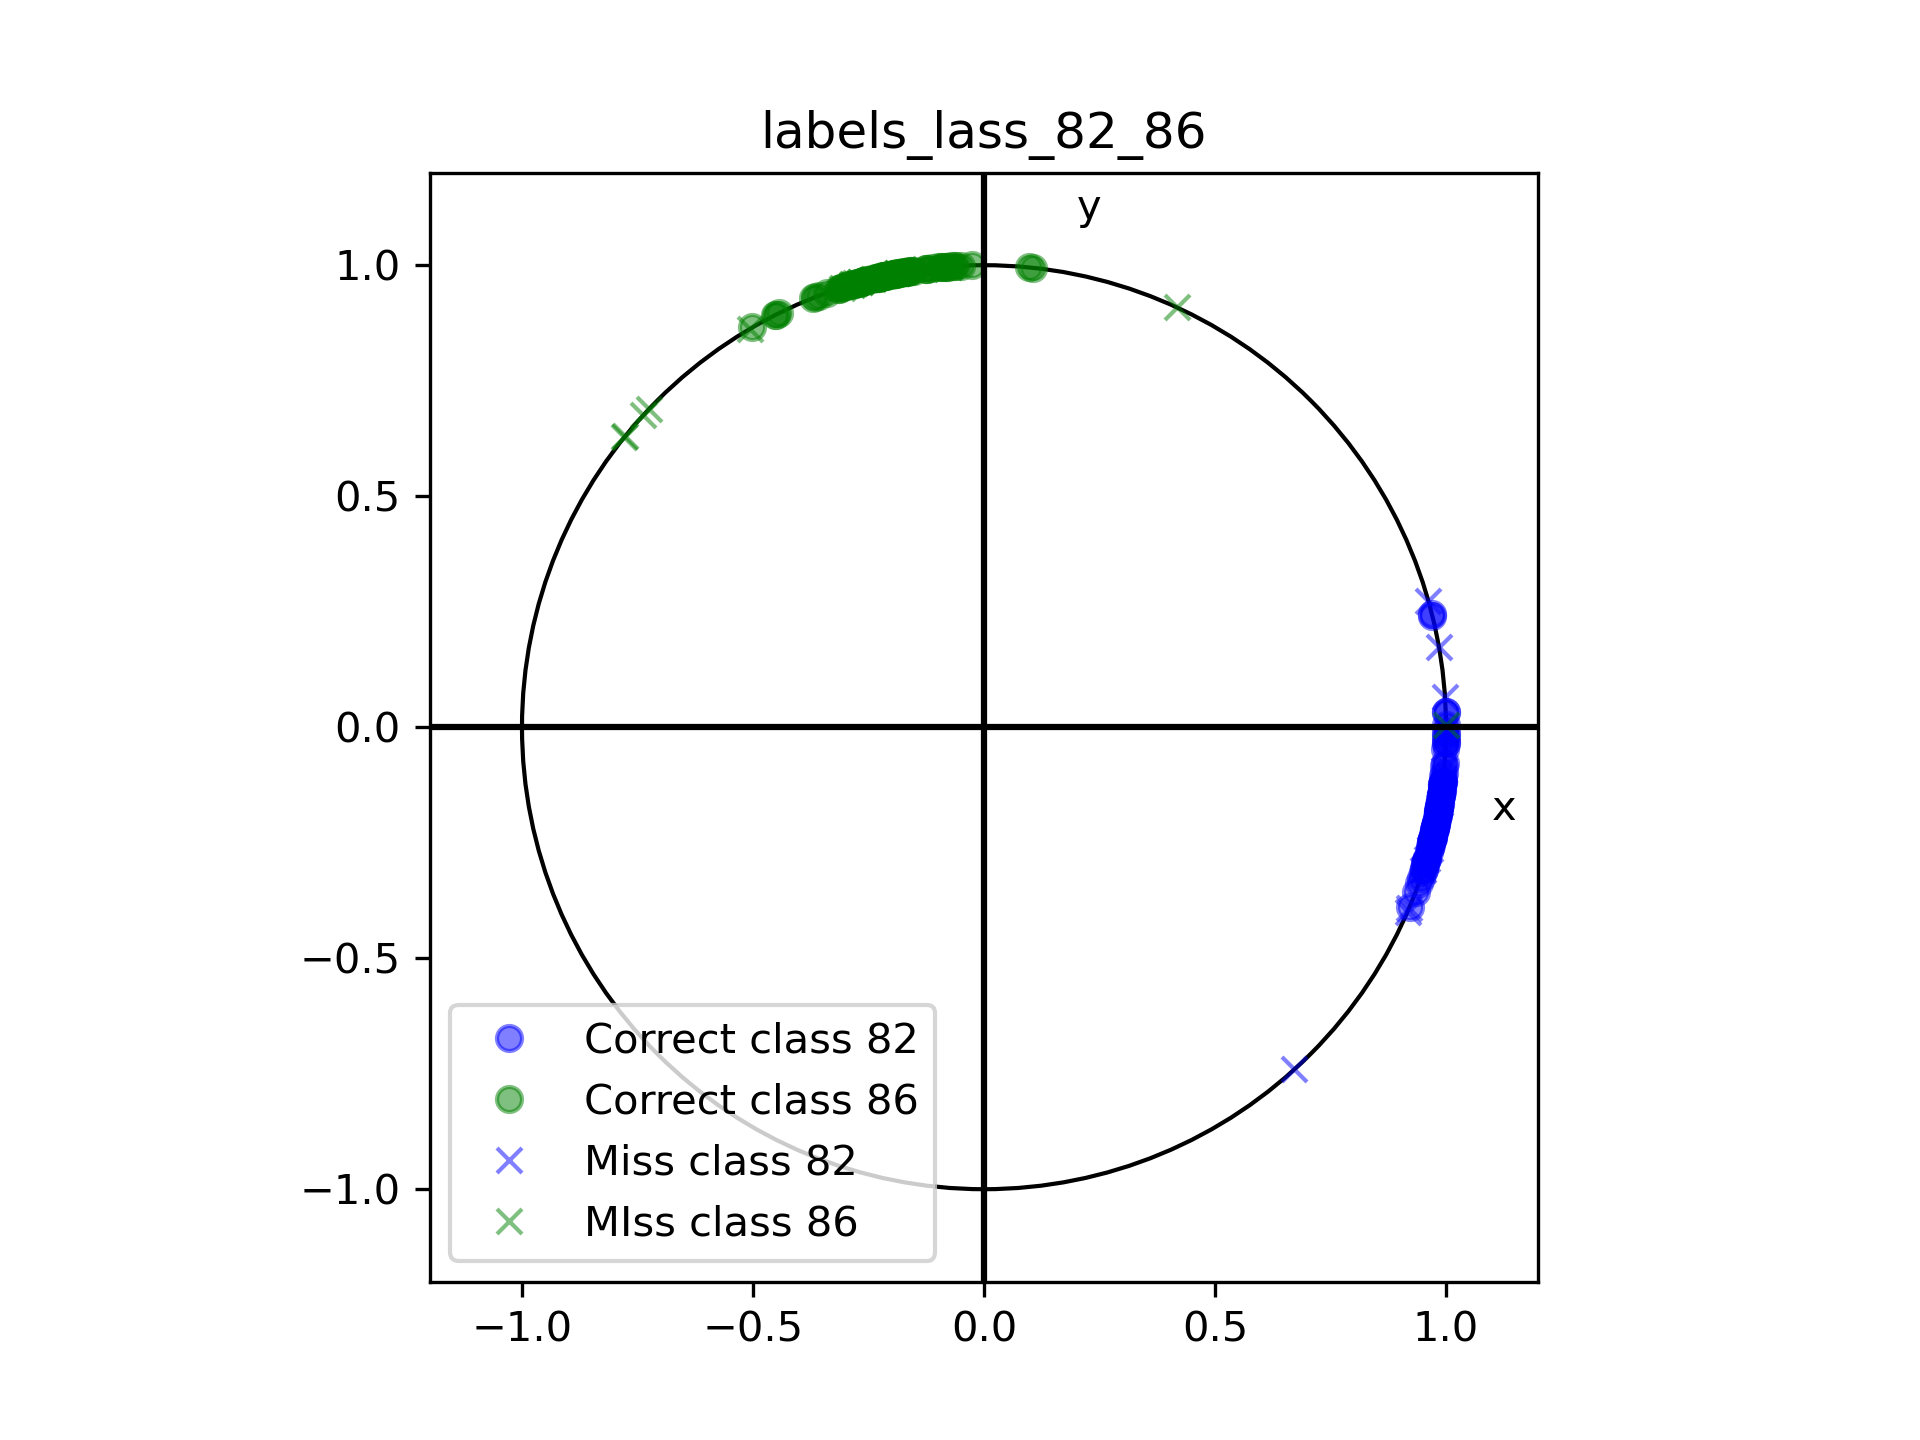 labels_lass_82_86
y
1.0
0.5
0.0
x
−0.5
−1.0
Correct class 82
Correct class 86
Miss class 82
MIss class 86
−1.0 −0.5 0.0 0.5 1.0